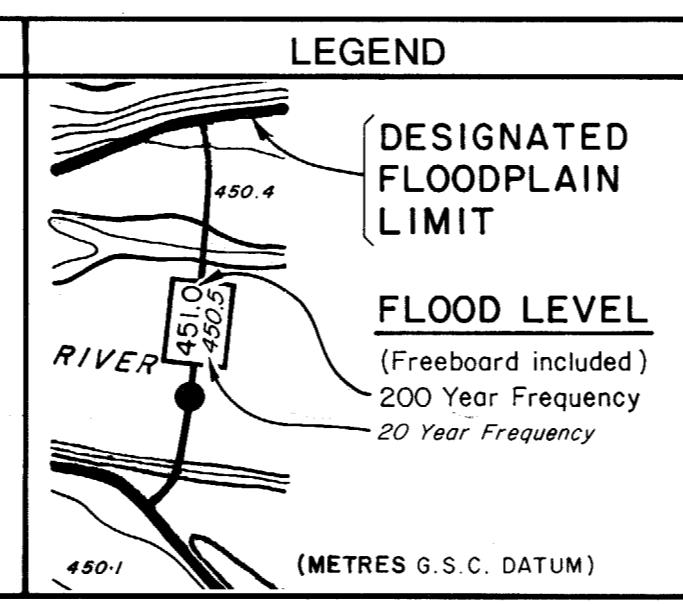 LEGEND
DESIGNATED
FLOODPLAIN
LIMIT
450.4
451.0
450.5
FLOOD LEVEL
(Freeboard included)
RIVER
200 Year Frequency
20 Year Frequency
450.1
(METRES G.S.C. DATUM)